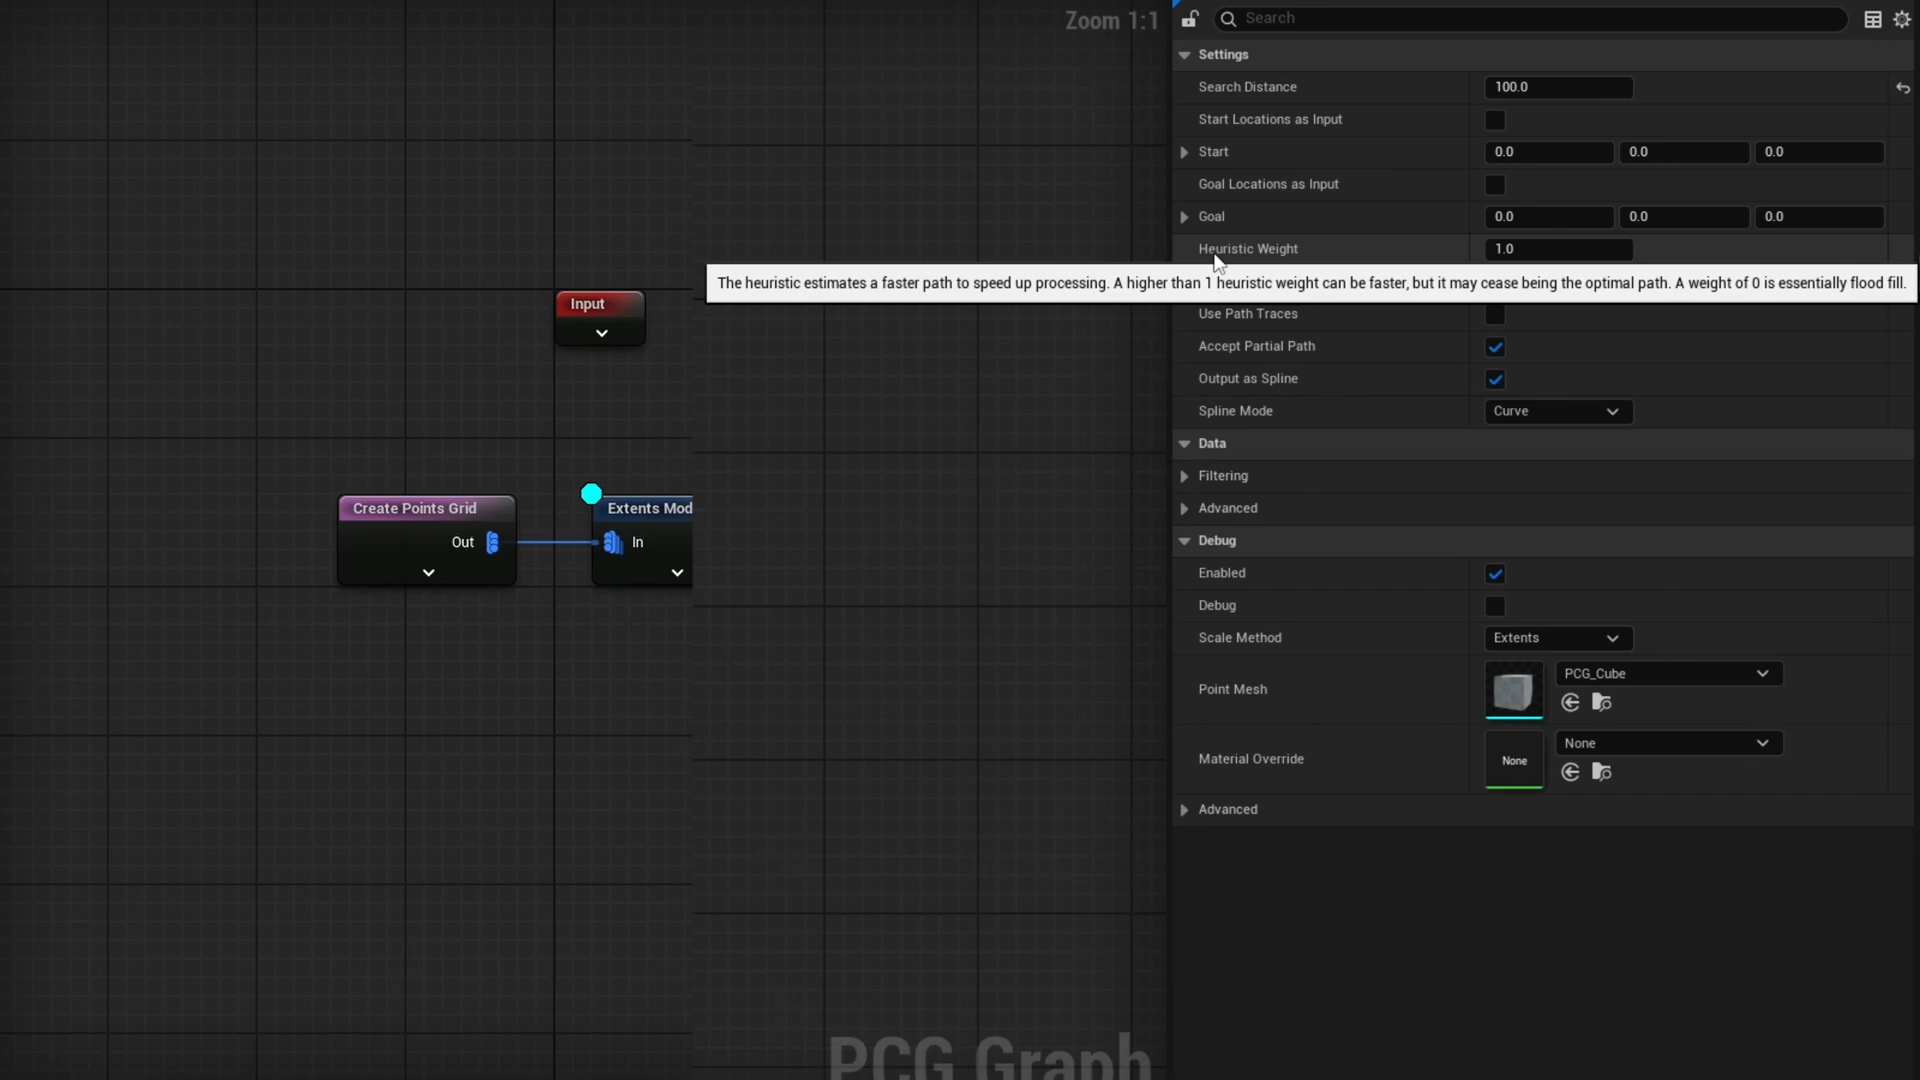 Zoom 1:1
Search
Settings
Search Distance 100.0
Start Locations as Input
Start 0.0 0.0 0.0
Goal Locations as Input
Goal 0.0 0.0 0.0
Heuristic Weight 1.0
The heuristic estimates a faster path to speed up processing. A higher than 1 heuristic weight can be faster, but it may cease being the optimal path. A weight of 0 is essentially flood fill.
Use Path Traces
Accept Partial Path
Output as Spline
Spline Mode Curve
Data
Filtering
Advanced
Debug
Enabled
Debug
Scale Method Extents
Point Mesh PCG_Cube
Material Override None None
Advanced
Input
Create Points Grid
Out
Extents Mod
In
PCG Graph